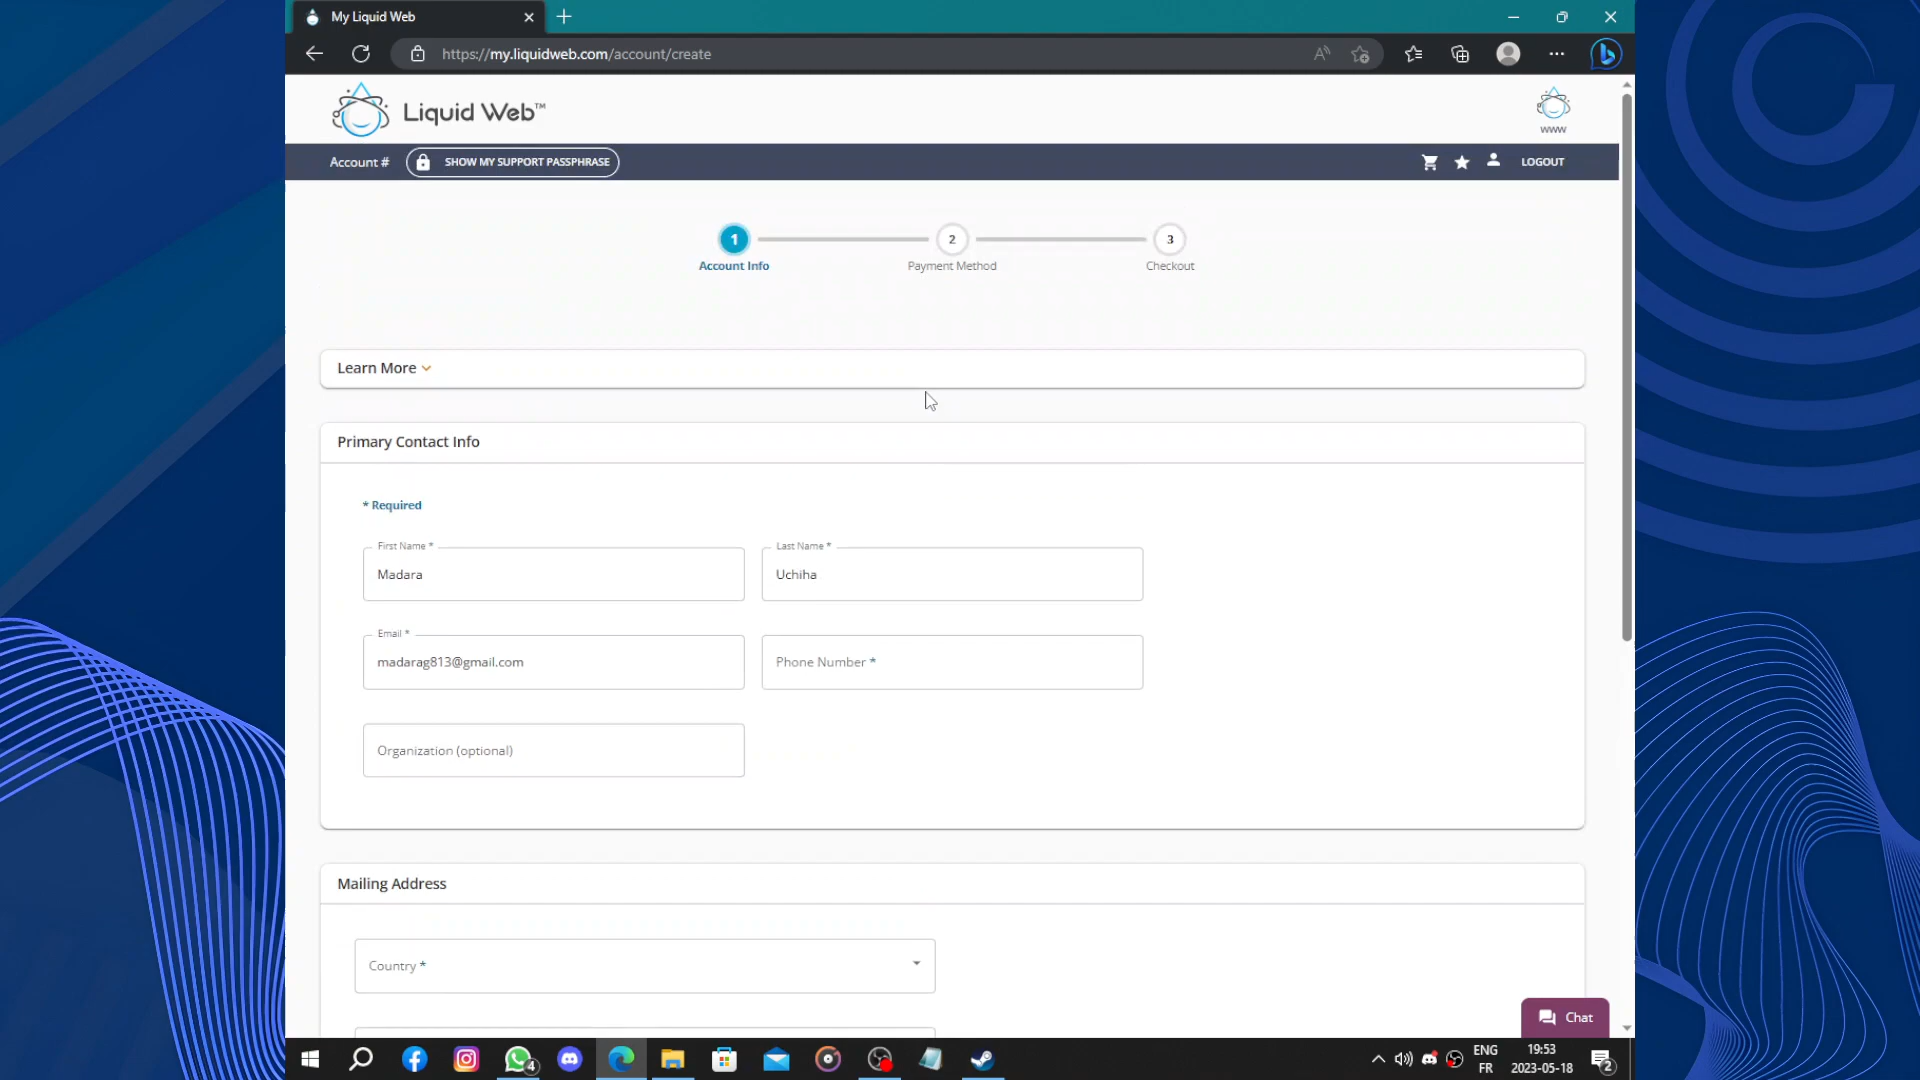 My Liquid Web
https://my.liquidweb.com/account/create
Liquid Web™
www
Account #
SHOW MY SUPPORT PASSPHRASE
LOGOUT
1
2
3
Account Info
Payment Method
Checkout
Learn More
Primary Contact Info
* Required
First Name *
Madara
Last Name *
Uchiha
Email *
madarag813@gmail.com
Phone Number *
Organization (optional)
Mailing Address
Country *
Chat
4
ENG
FR
19:53
2023-05-18
2